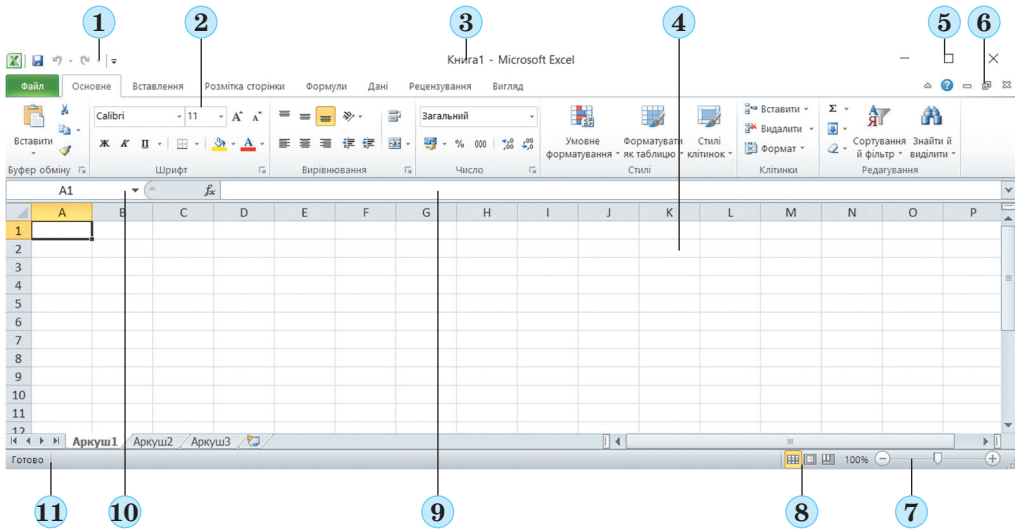 1 2 3 4 5 6
Книга1 - Microsoft Excel
Файл Основне Вставлення Розмітка сторінки Формули Дані Рецензування Вигляд
Calibri 11 Загальний Вставити Σ
Вставити Умовне форматування Форматувати як таблицю Стилі клітинок Видалити Сортування й фільтр Знайти й виділити
Ж К П % 000 Формат
Буфер обміну Шрифт Вирівнювання Число Стилі Клітинки Редагування
A1 fx
A B C D E F G H I J K L M N O P
1
2
3
4
5
6
7
8
9
10
11
12
Аркуш1 Аркуш2 Аркуш3
Готово 100%
11 10 9 8 7